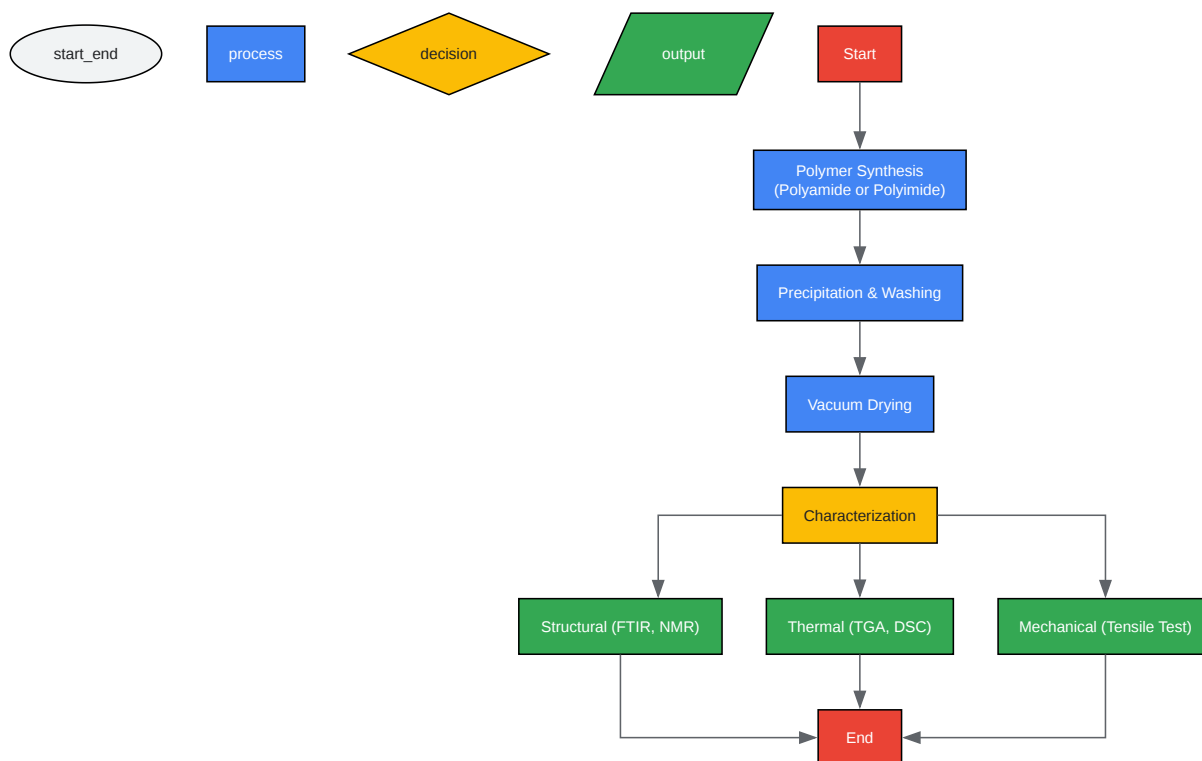 start_end
process
decision
output
Start
Polymer Synthesis
(Polyamide or Polyimide)
Precipitation & Washing
Vacuum Drying
Characterization
Structural (FTIR, NMR)
Thermal (TGA, DSC)
Mechanical (Tensile Test)
End